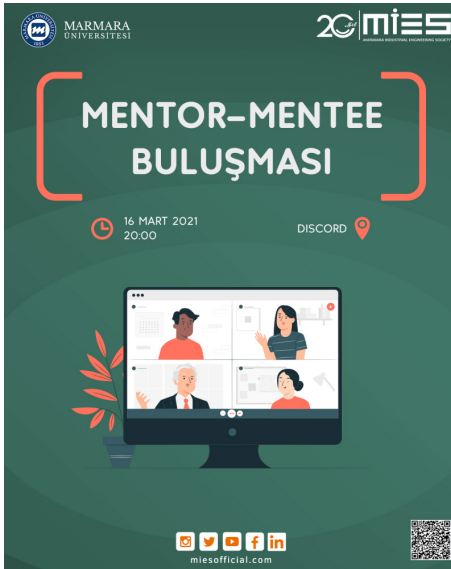 MARMARA
ÜNİVERSİTESİ
20 .Yıl mies
MARMARA INDUSTRIAL ENGINEERING SOCIETY
MENTOR–MENTEE
BULUŞMASI
16 MART 2021
20:00
DISCORD
miesofficial.com